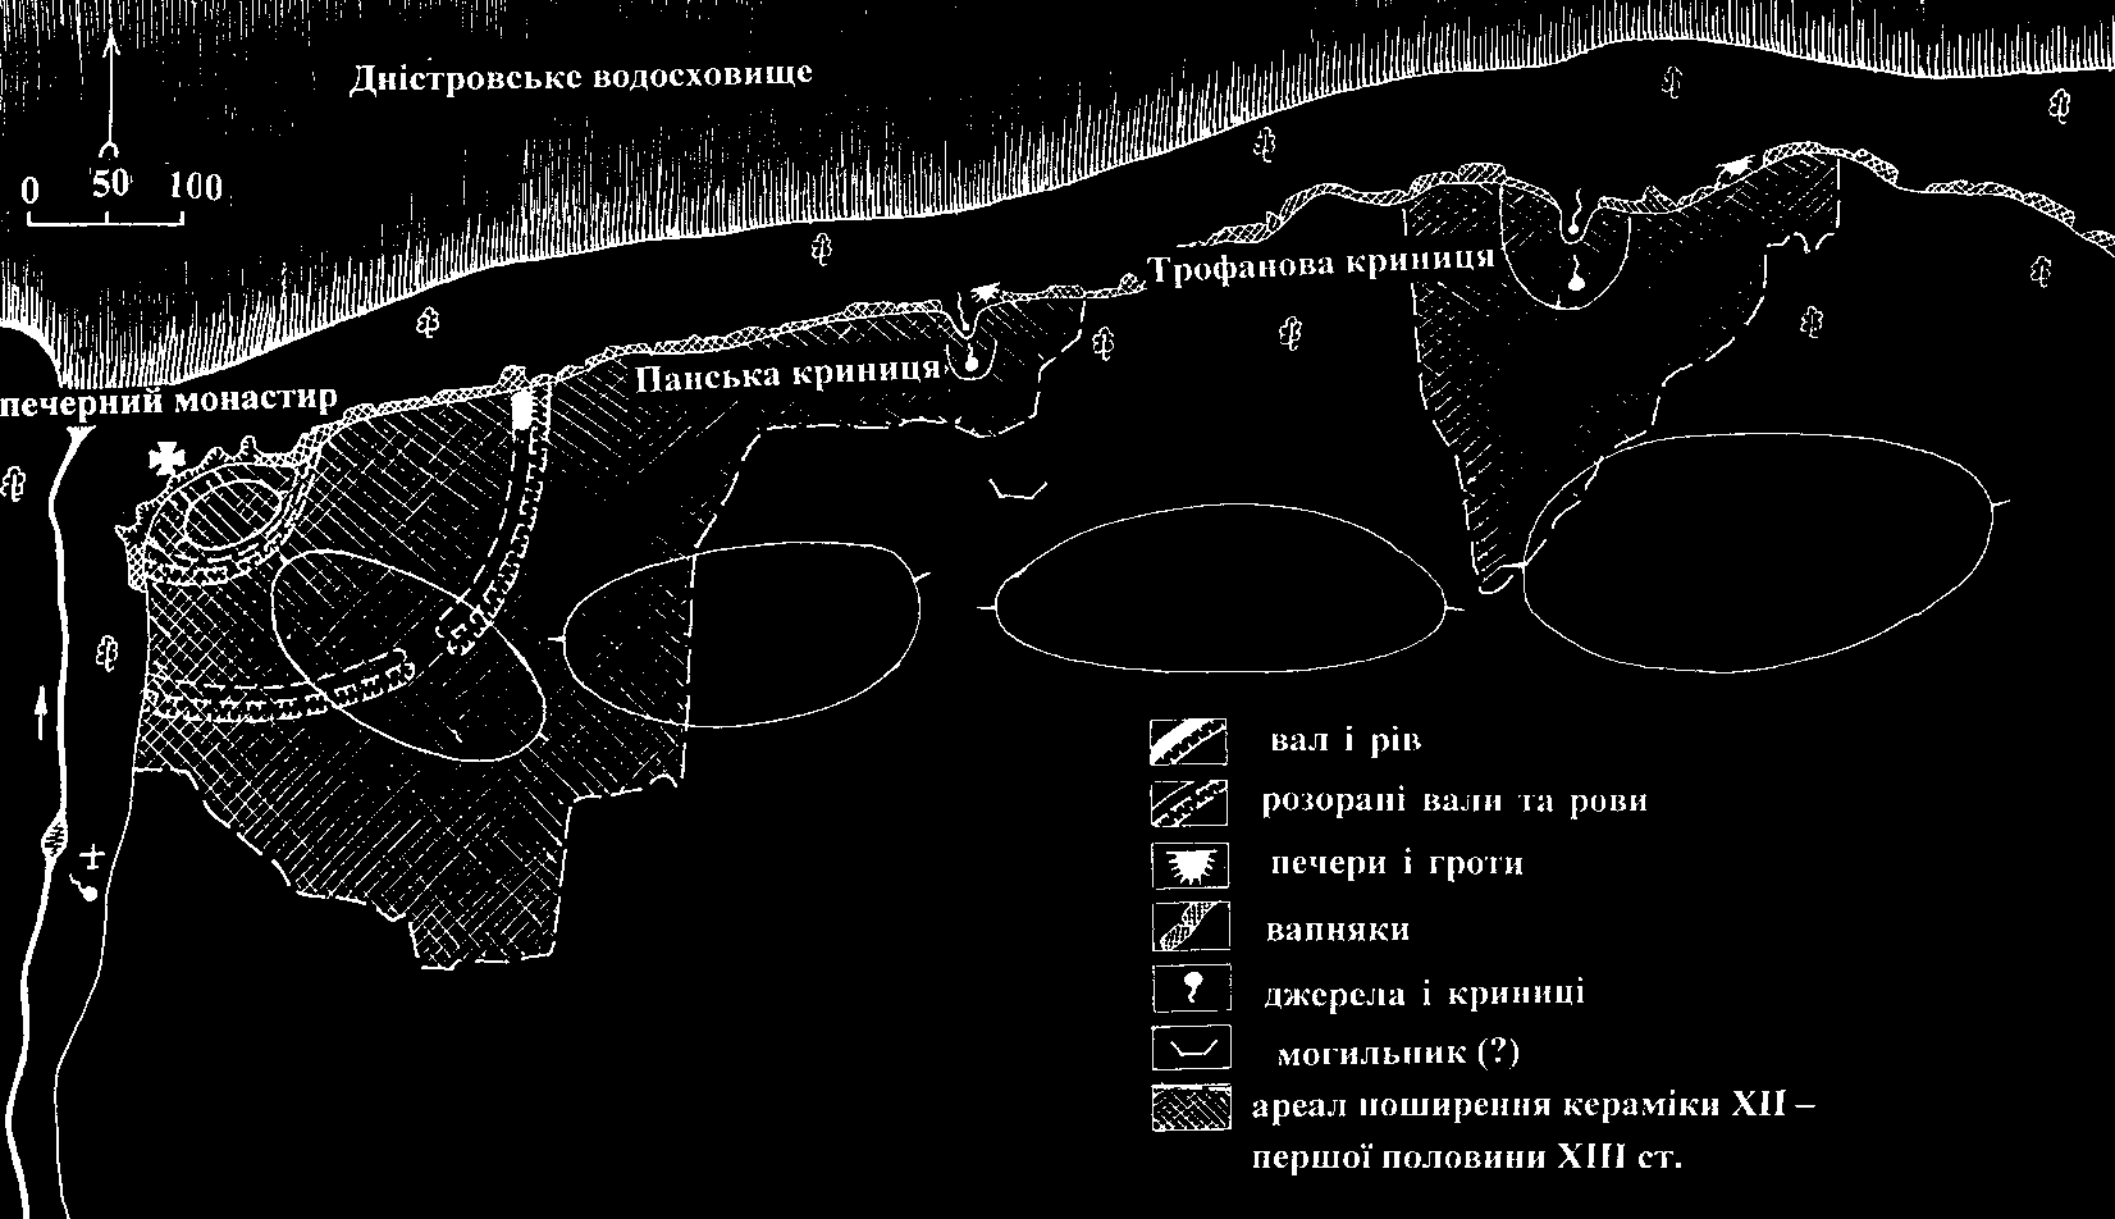 Дністровське водосховище
0 50 100
Трофанова криниця
Панська криниця
печерний монастир
вал і рів
розорані вали та рови
печери і гроти
вапняки
джерела і криниці
могильник (?)
ареал поширення кераміки XII –
першої половини XIII ст.